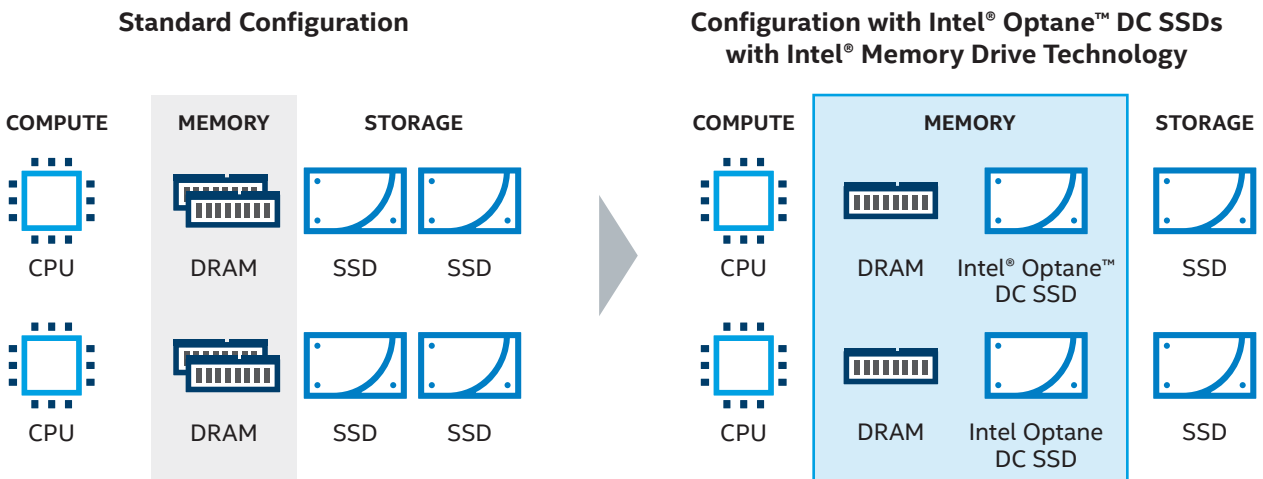 Standard Configuration
COMPUTE MEMORY STORAGE
CPU DRAM SSD SSD
CPU DRAM SSD SSD
Configuration with Intel® Optane™ DC SSDs
with Intel® Memory Drive Technology
COMPUTE MEMORY STORAGE
CPU DRAM Intel® Optane™ SSD
DC SSD
CPU DRAM Intel Optane SSD
DC SSD